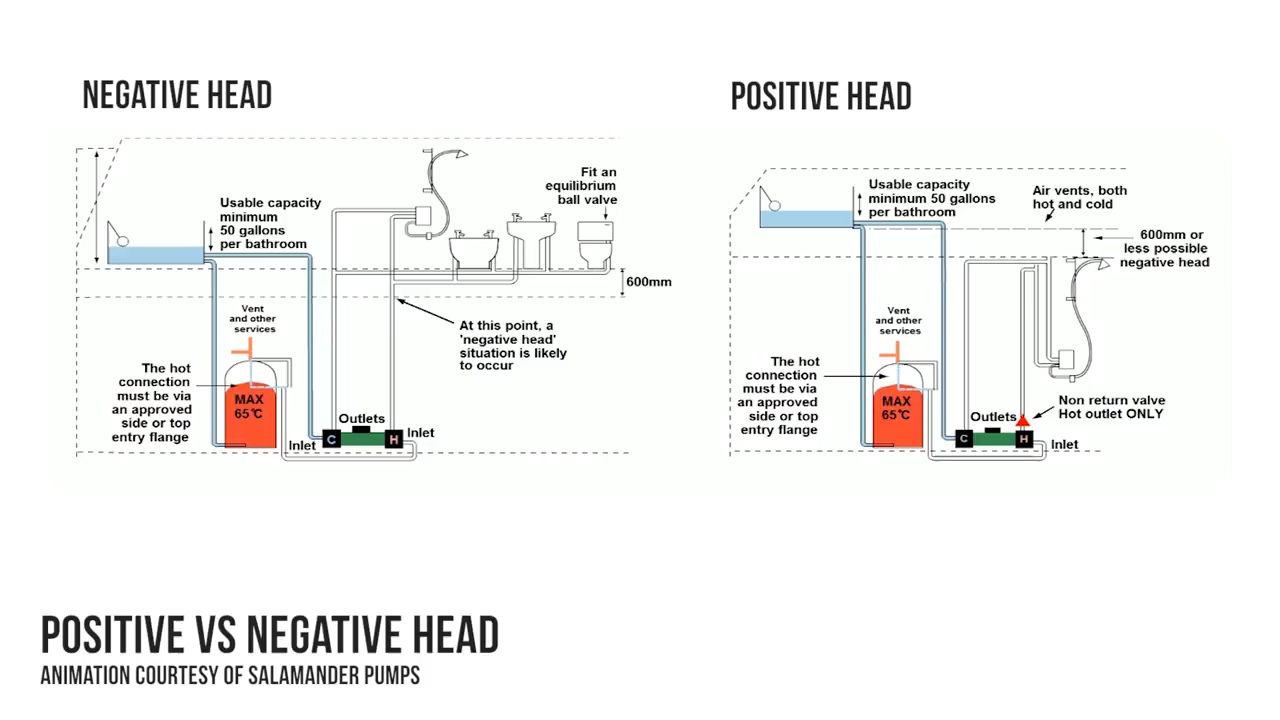 NEGATIVE HEAD
Usable capacity
minimum
50 gallons
per bathroom
Fit an
equilibrium
ball valve
600mm
At this point, a
'negative head'
situation is likely
to occur
Vent
and other
services
The hot
connection
must be via
an approved
side or top
entry flange
MAX
65°C
Outlets
Inlet
C
H
Inlet
POSITIVE HEAD
Usable capacity
minimum 50 gallons
per bathroom
Air vents, both
hot and cold
600mm or
less possible
negative head
Vent
and other
services
The hot
connection
must be via
an approved
side or top
entry flange
MAX
65°C
Non return valve
Hot outlet ONLY
Outlets
C
H
Inlet
POSITIVE VS NEGATIVE HEAD
ANIMATION COURTESY OF SALAMANDER PUMPS